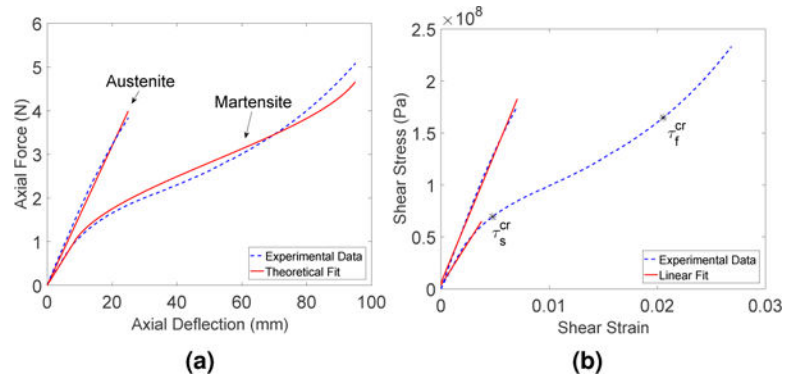 6
5
4
3
2
1
0
0 20 40 60 80 100
Axial Force (N)
Axial Deflection (mm)
Austenite
Martensite
Experimental Data
Theoretical Fit
(a)
×10⁸
2.5
2
1.5
1
0.5
0
0 0.01 0.02 0.03
Shear Stress (Pa)
Shear Strain
τ_f^cr
τ_s^cr
Experimental Data
Linear Fit
(b)